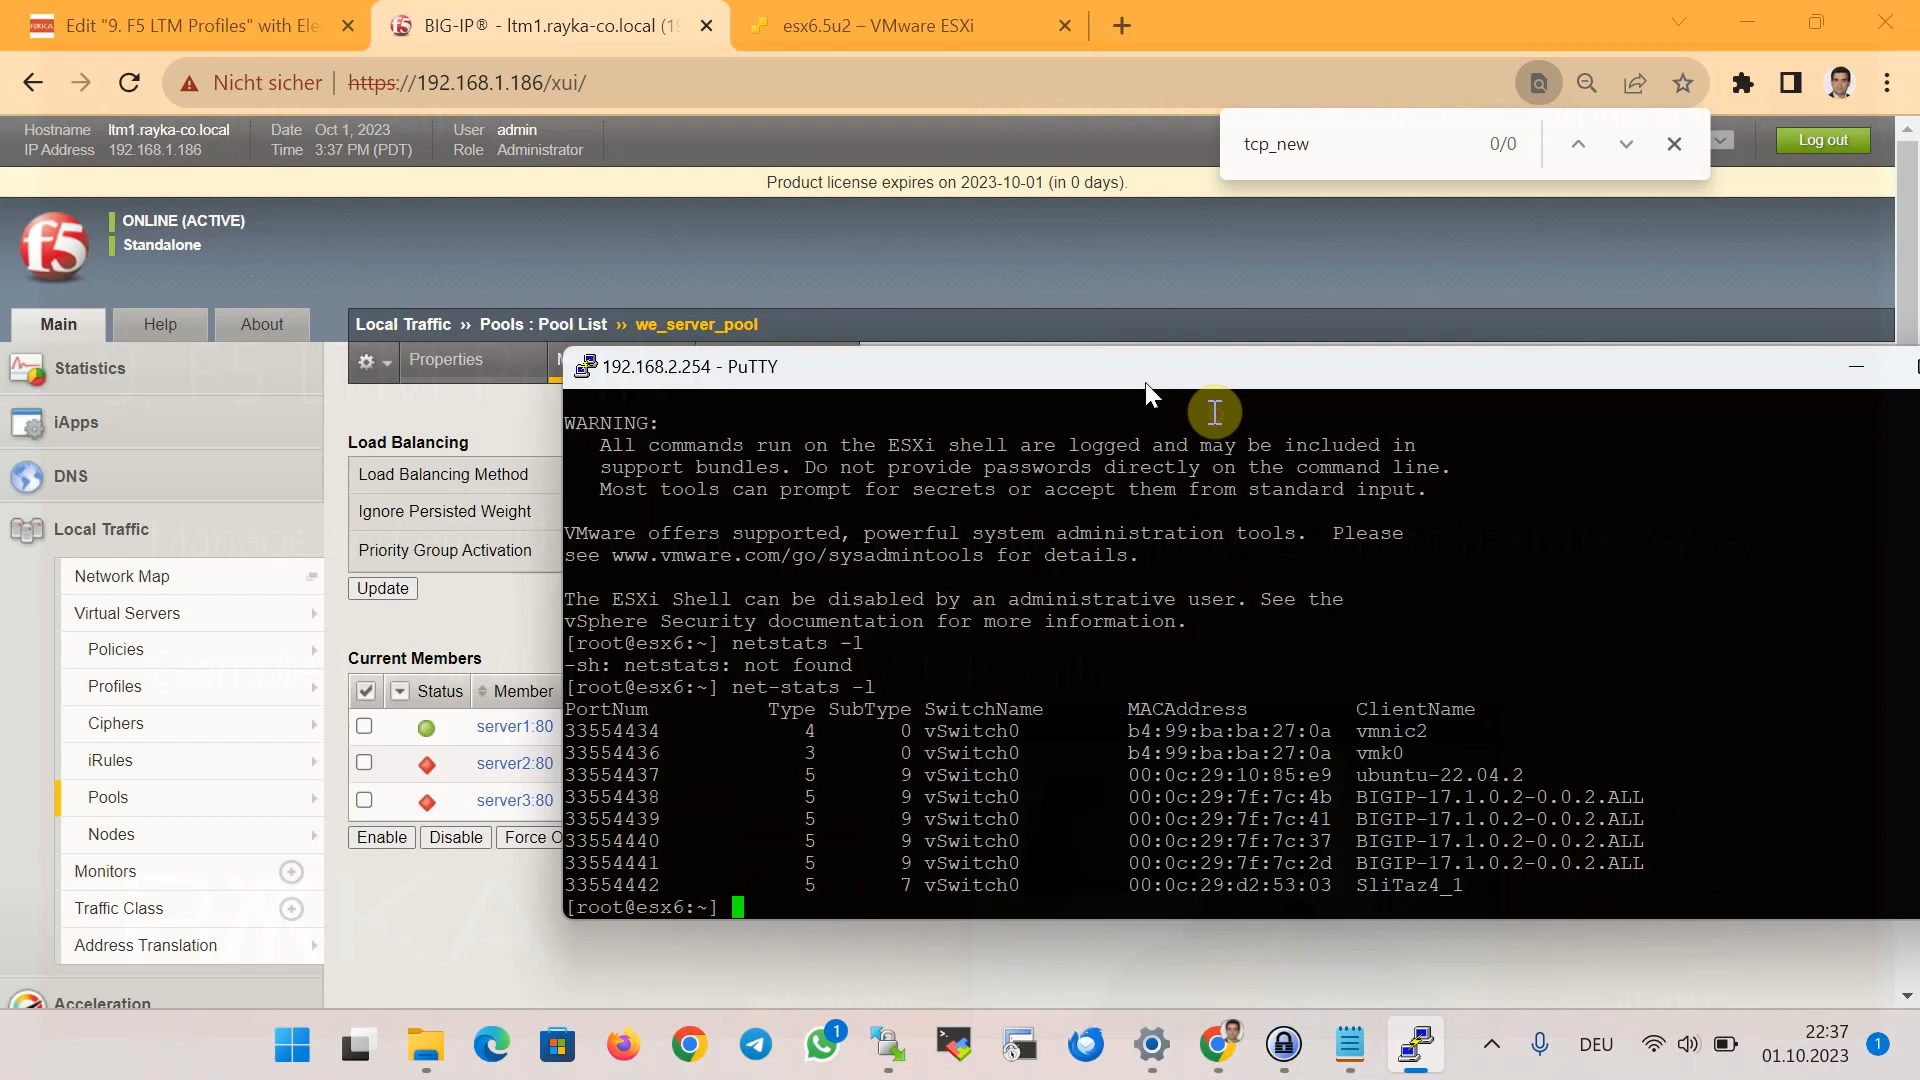 Edit "9. F5 LTM Profiles" with Ele
BIG-IP® - ltm1.rayka-co.local (19
esx6.5u2 – VMware ESXi
Nicht sicher
https://192.168.1.186/xui/
Hostname ltm1.rayka-co.local
IP Address 192.168.1.186
Date Oct 1, 2023
Time 3:37 PM (PDT)
User admin
Role Administrator
tcp_new 0/0
Log out
Product license expires on 2023-10-01 (in 0 days).
f5
ONLINE (ACTIVE)
Standalone
Main Help About
Local Traffic ›› Pools : Pool List ›› we_server_pool
Properties
Statistics
iApps
DNS
Local Traffic
Network Map
Virtual Servers
Policies
Profiles
Ciphers
iRules
Pools
Nodes
Monitors
Traffic Class
Address Translation
Acceleration
Load Balancing
Load Balancing Method
Ignore Persisted Weight
Priority Group Activation
Update
Current Members
Status Member
server1:80
server2:80
server3:80
Enable Disable Force O
192.168.2.254 - PuTTY
WARNING:
All commands run on the ESXi shell are logged and may be included in
support bundles. Do not provide passwords directly on the command line.
Most tools can prompt for secrets or accept them from standard input.
VMware offers supported, powerful system administration tools. Please
see www.vmware.com/go/sysadmintools for details.
The ESXi Shell can be disabled by an administrative user. See the
vSphere Security documentation for more information.
[root@esx6:~] netstats -l
-sh: netstats: not found
[root@esx6:~] net-stats -l
PortNum Type SubType SwitchName MACAddress ClientName
33554434 4 0 vSwitch0 b4:99:ba:ba:27:0a vmnic2
33554436 3 0 vSwitch0 b4:99:ba:ba:27:0a vmk0
33554437 5 9 vSwitch0 00:0c:29:10:85:e9 ubuntu-22.04.2
33554438 5 9 vSwitch0 00:0c:29:7f:7c:4b BIGIP-17.1.0.2-0.0.2.ALL
33554439 5 9 vSwitch0 00:0c:29:7f:7c:41 BIGIP-17.1.0.2-0.0.2.ALL
33554440 5 9 vSwitch0 00:0c:29:7f:7c:37 BIGIP-17.1.0.2-0.0.2.ALL
33554441 5 9 vSwitch0 00:0c:29:7f:7c:2d BIGIP-17.1.0.2-0.0.2.ALL
33554442 5 7 vSwitch0 00:0c:29:d2:53:03 SliTaz4_1
[root@esx6:~]
1
DEU
22:37
01.10.2023
1